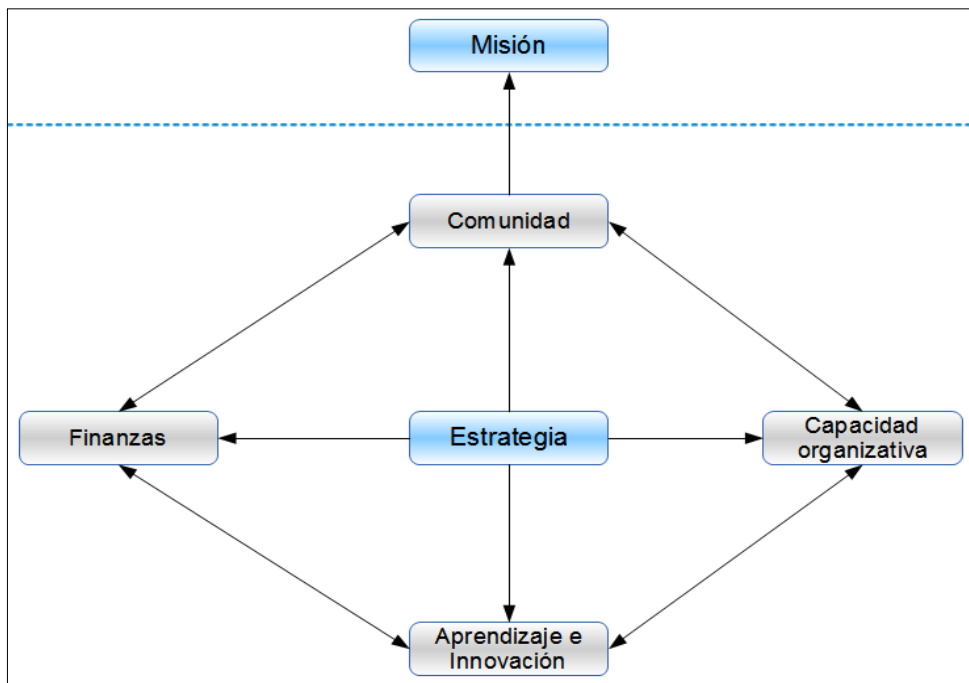 Misión
Comunidad
Finanzas
Estrategia
Capacidad
organizativa
Aprendizaje e
Innovación